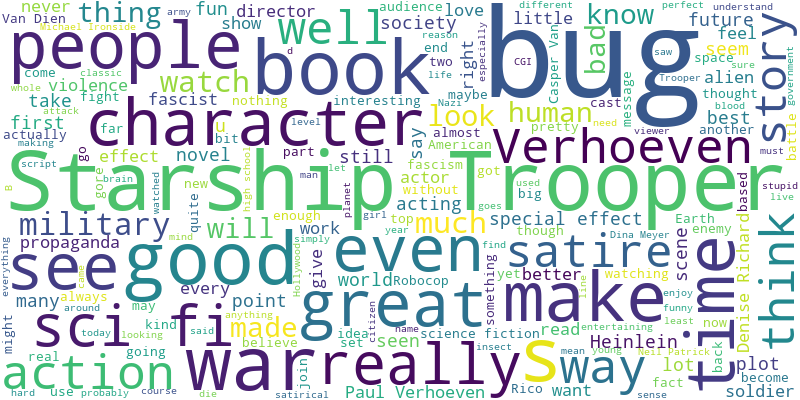 Michael Ironside
army
never
Van Dien
thing
fun
director
show
audience
society
love
little
know
different
perfect
understand
future
feel
saw
space
sure
people
well
book
bug
bad
story
watch
reason
especially
CGI
Casper Van
message
Trooper
seem
alien
thought
government
come
classic
whole
violence
end
two
life
right
d
nothing
maybe
interesting
take
fight
attack
fascist
Nazi
first
making
actually
script
far
character
u
bit
level
look
human
cast
best
blood
another
viewer
need
battle
must
stupid
live
almost
pretty
American
say
go
effect
novel
part
still
fascism
Verhoeven
Starship Trooper
B
gore
brain
watched
quite
new
high school
man
let
actor
got
without
used
based
military
will
enough
planet
girl
acting
top
year
much
special effect
big
goes
though
Earth
enemy
Dina Meyer
propaganda
work
see
good
even
satire
scene
time
think
everything
many
mind
every
simply
Hollywood
give
world
Robocop
find
yet
better
watching
something
Denise Richard
always
came
may
point
great
make
might
today
around
sci fi
kind
looking
said
made
anything
believe
idea
set
seen
citizen
name
science fiction
insect
read
Heinlein
entertaining
line
enjoy
funny
least
now
lot
back
plot
real
going
action
war
really
s
way
mean
young
Neil Patrick
fact
become
hard
use
probably
course
die
satirical
join
Paul Verhoeven
Rico
want
sense
soldier